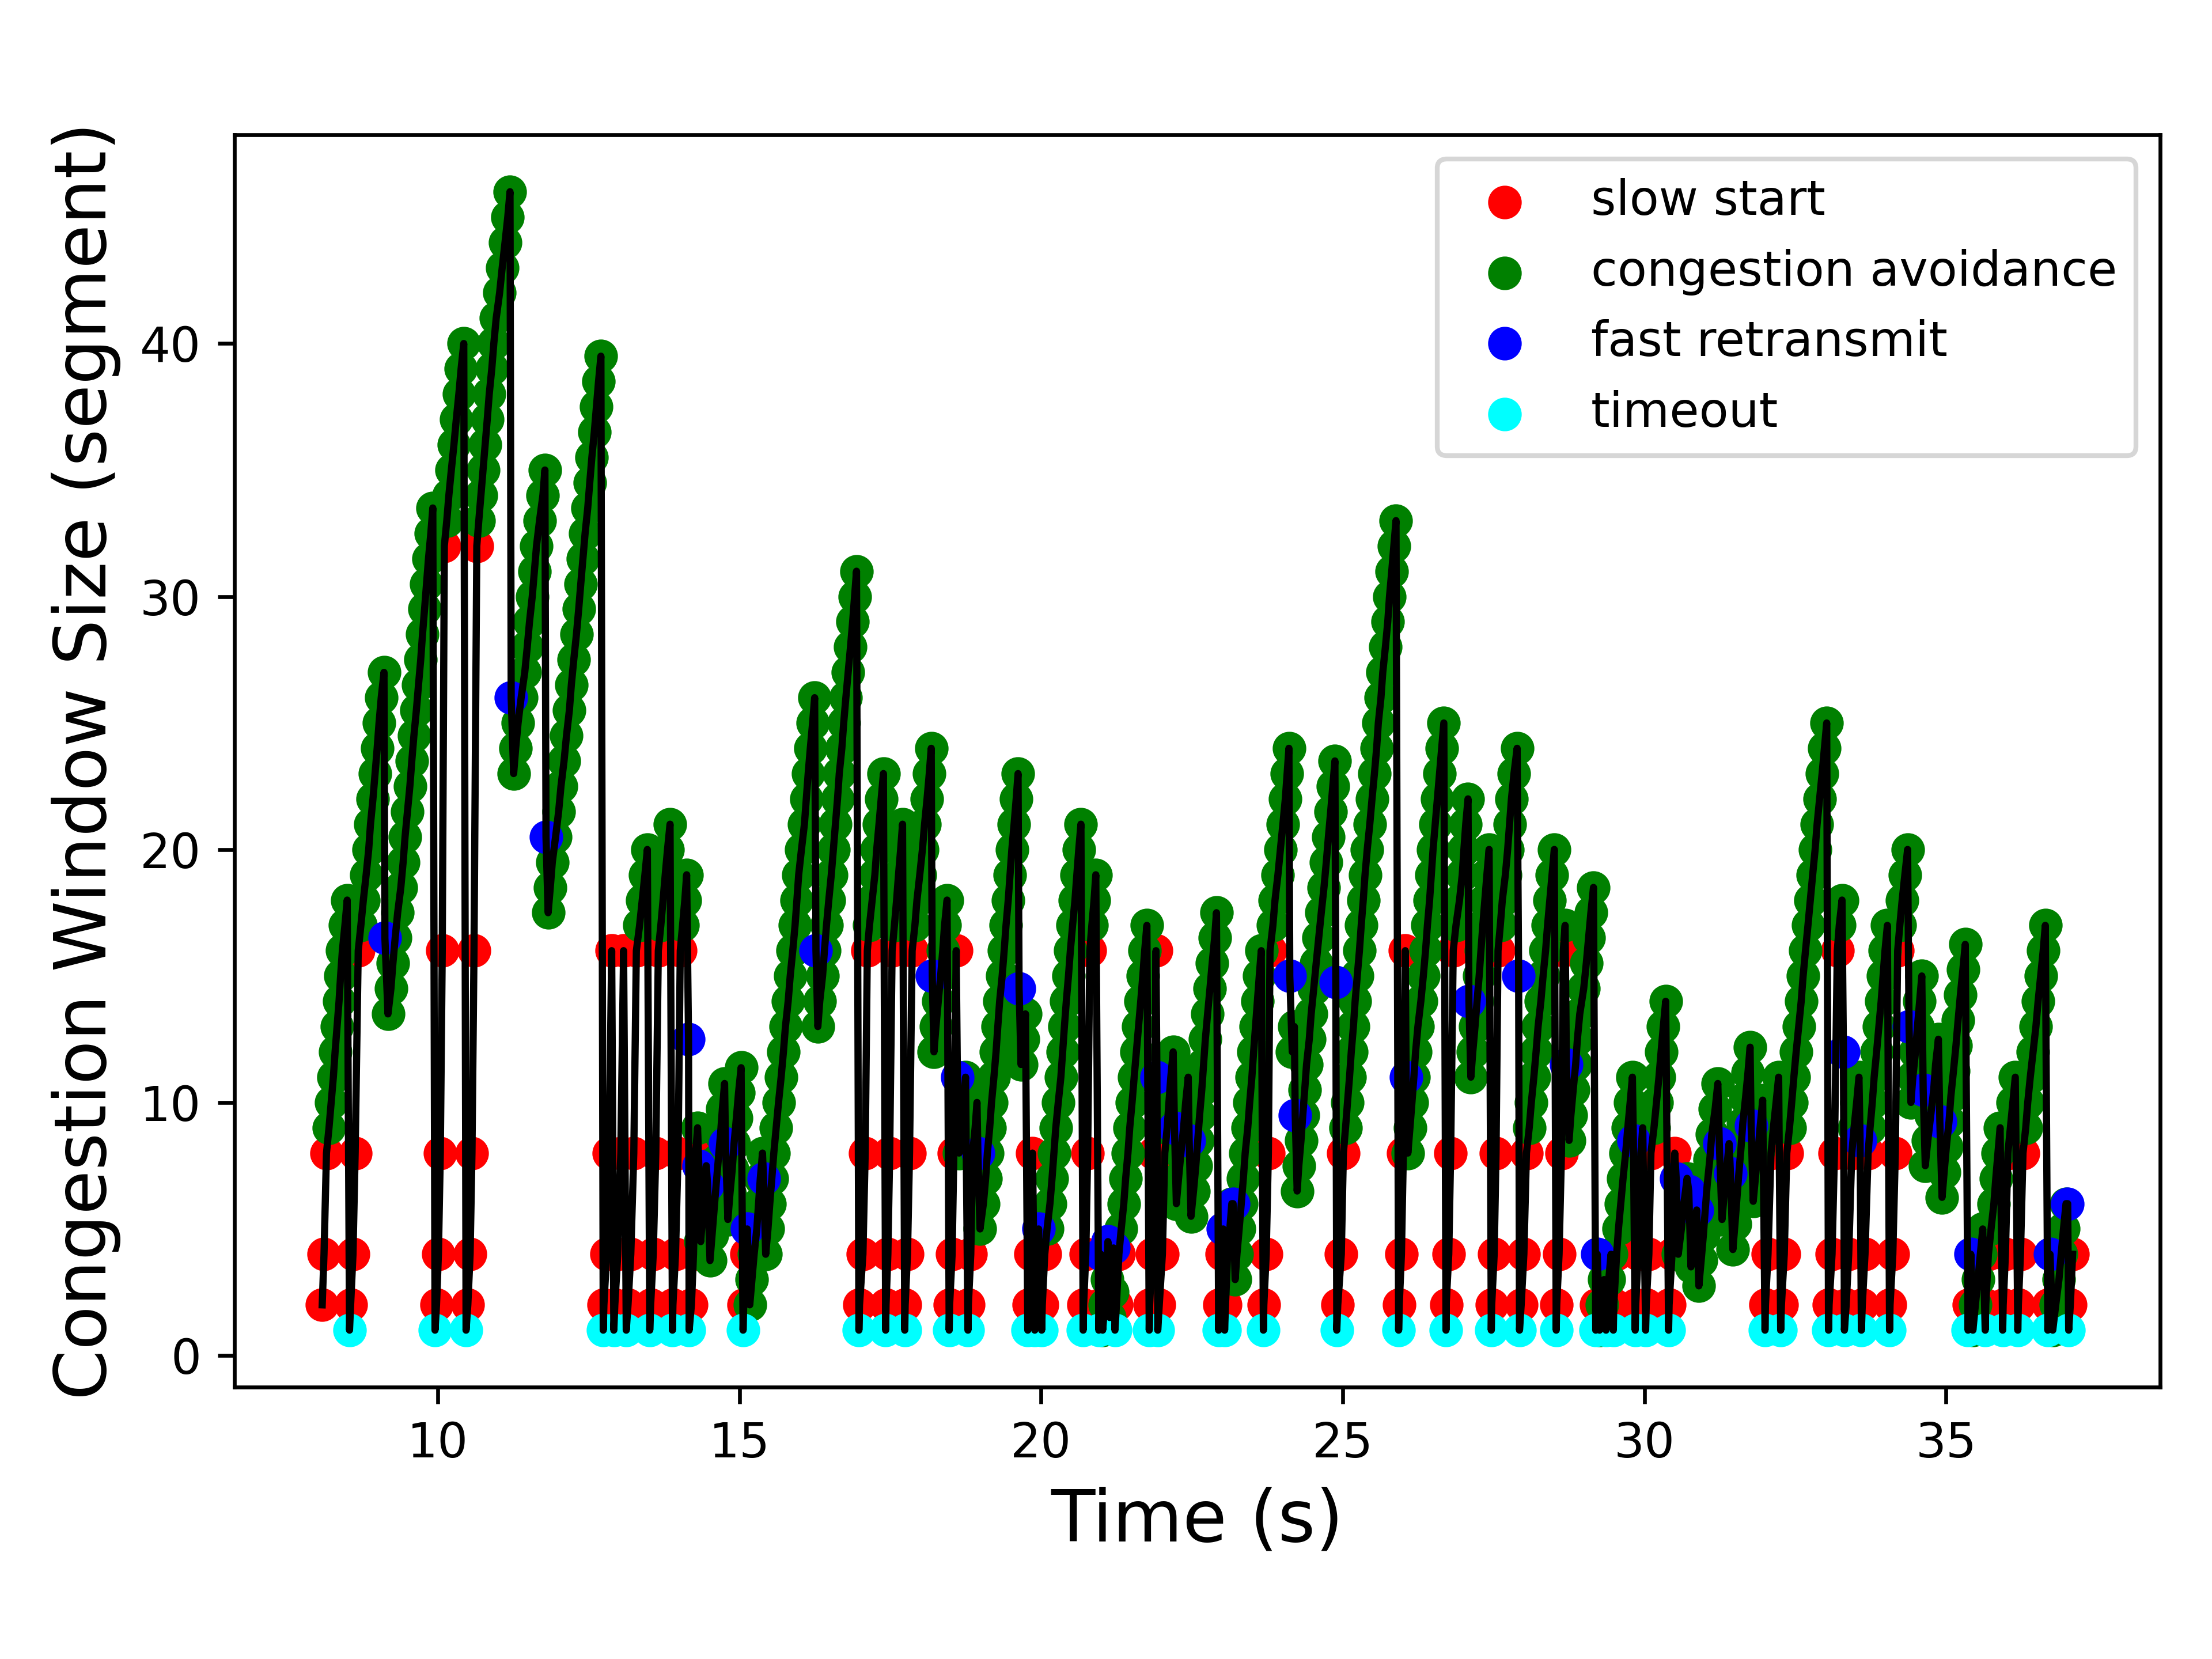 Congestion Window Size (segment)
40
30
20
10
0
slow start
congestion avoidance
fast retransmit
timeout
10 15 20 25 30 35
Time (s)